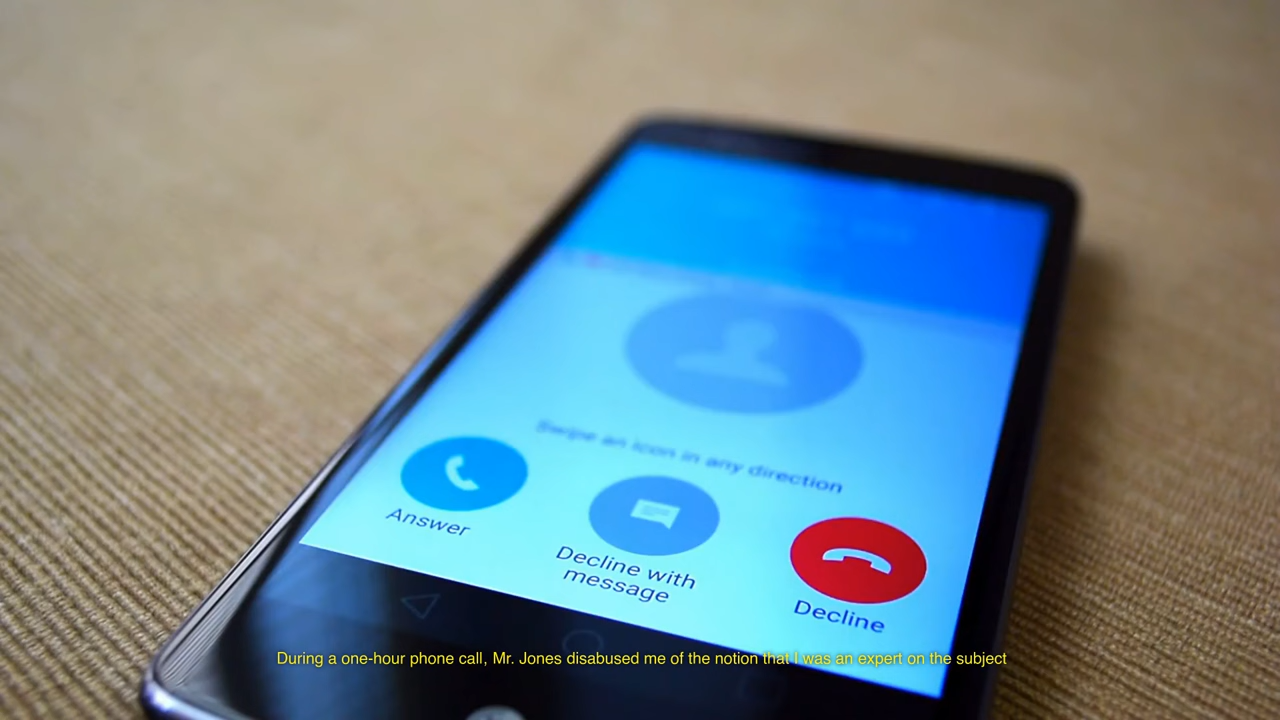 Swipe an icon in any direction
Answer
Decline with
message
Decline
During a one-hour phone call, Mr. Jones disabused me of the notion that I was an expert on the subject